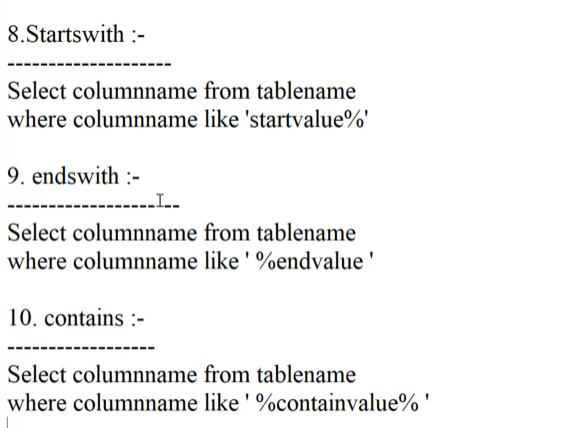 8.Startswith :-
--------------------
Select columnname from tablename
where columnname like 'startvalue%'
9. endswith :-
---------------------
Select columnname from tablename
where columnname like ' %endvalue '
10. contains :-
------------------
Select columnname from tablename
where columnname like ' %containvalue% '